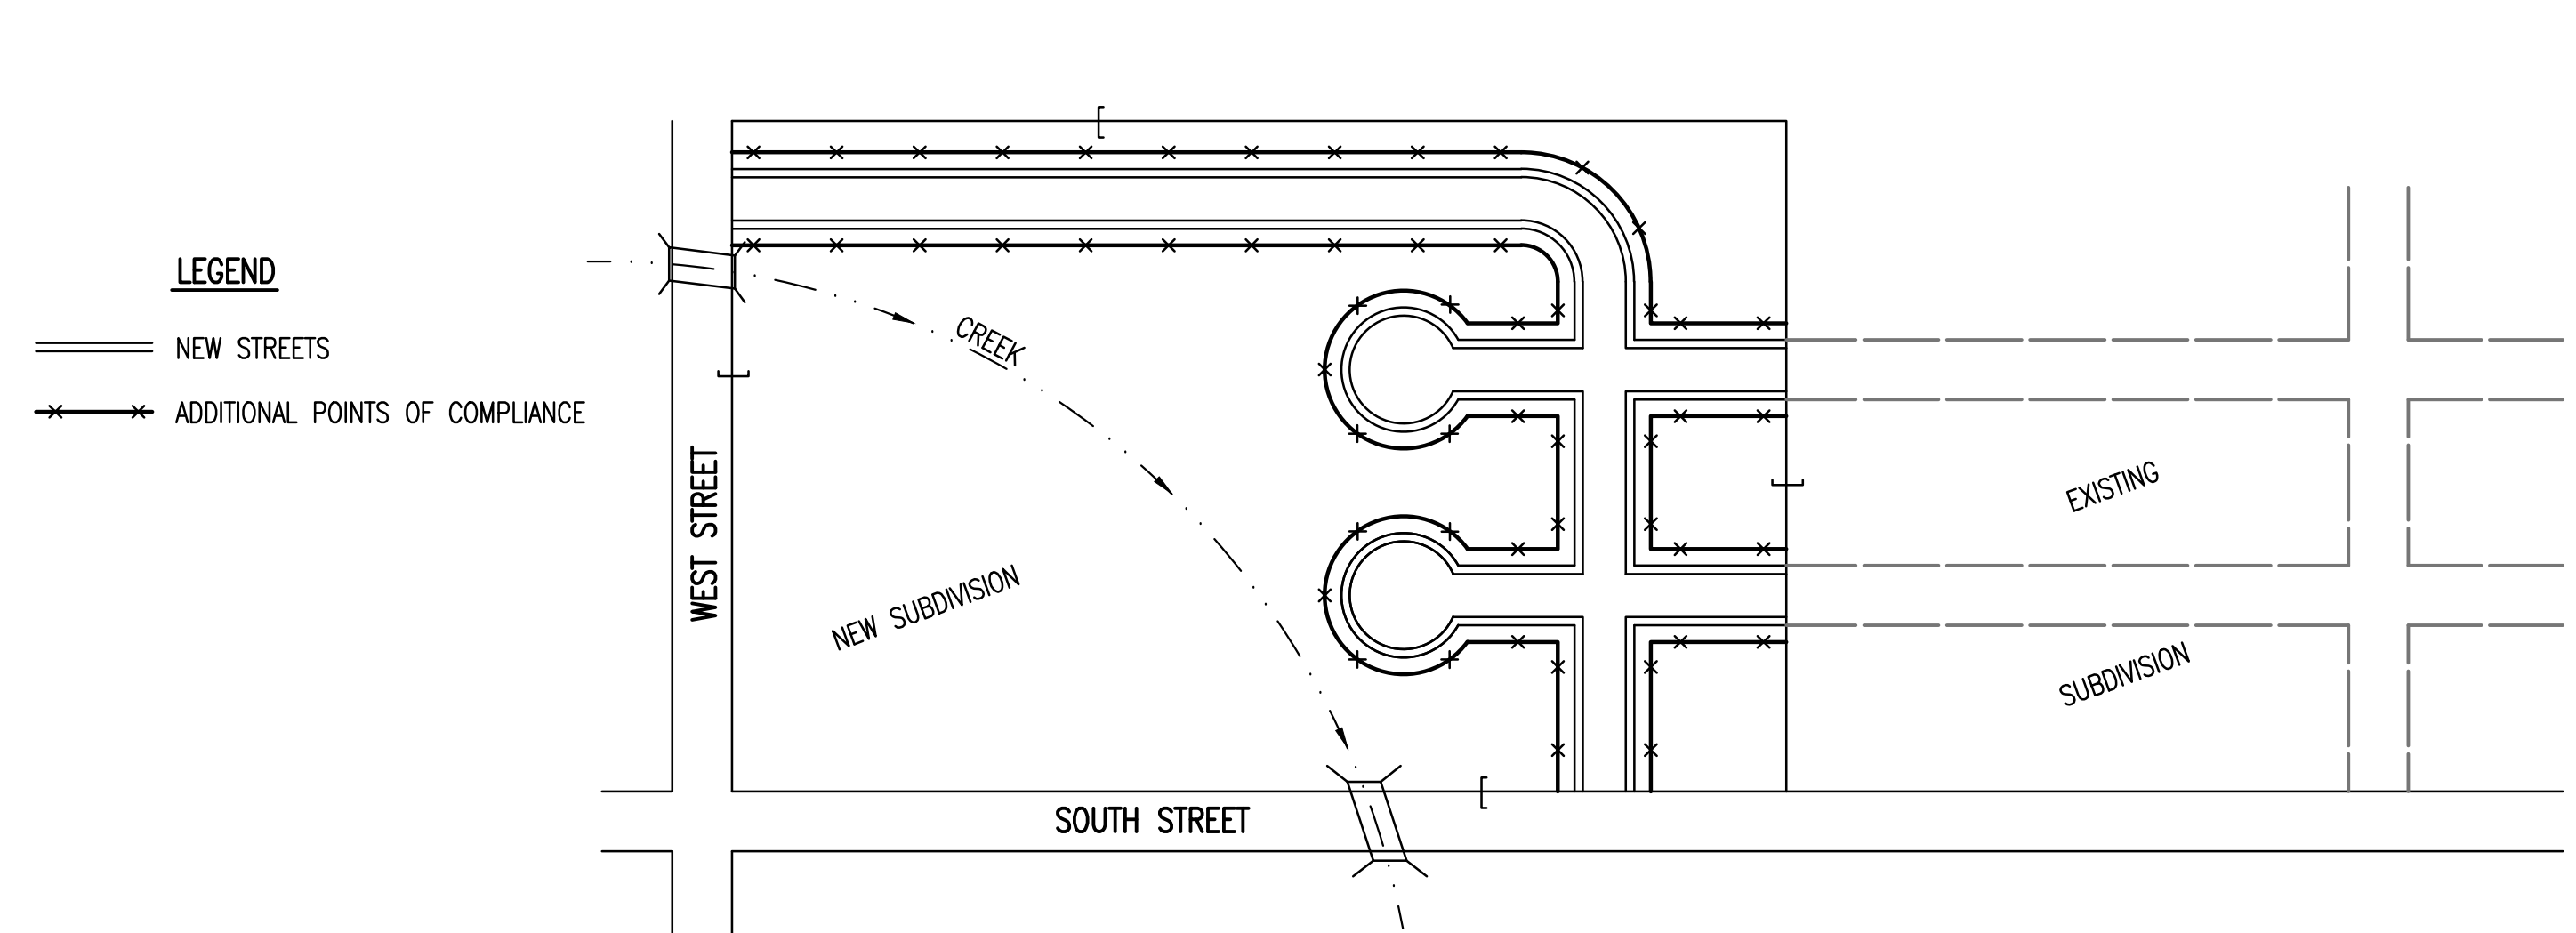 LEGEND
NEW STREETS
ADDITIONAL POINTS OF COMPLIANCE
CREEK
WEST STREET
NEW SUBDIVISION
EXISTING
SUBDIVISION
SOUTH STREET